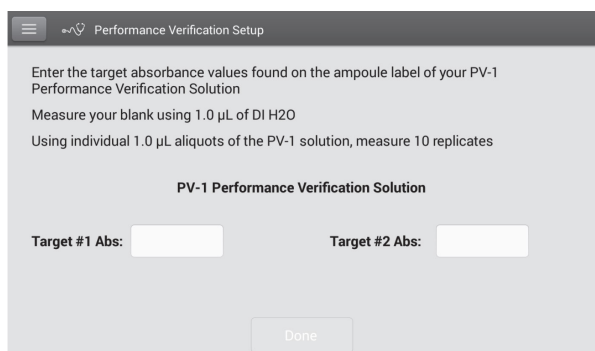 Performance Verification Setup
Enter the target absorbance values found on the ampoule label of your PV-1
Performance Verification Solution
Measure your blank using 1.0 µL of DI H2O
Using individual 1.0 µL aliquots of the PV-1 solution, measure 10 replicates
PV-1 Performance Verification Solution
Target #1 Abs: Target #2 Abs:
Done